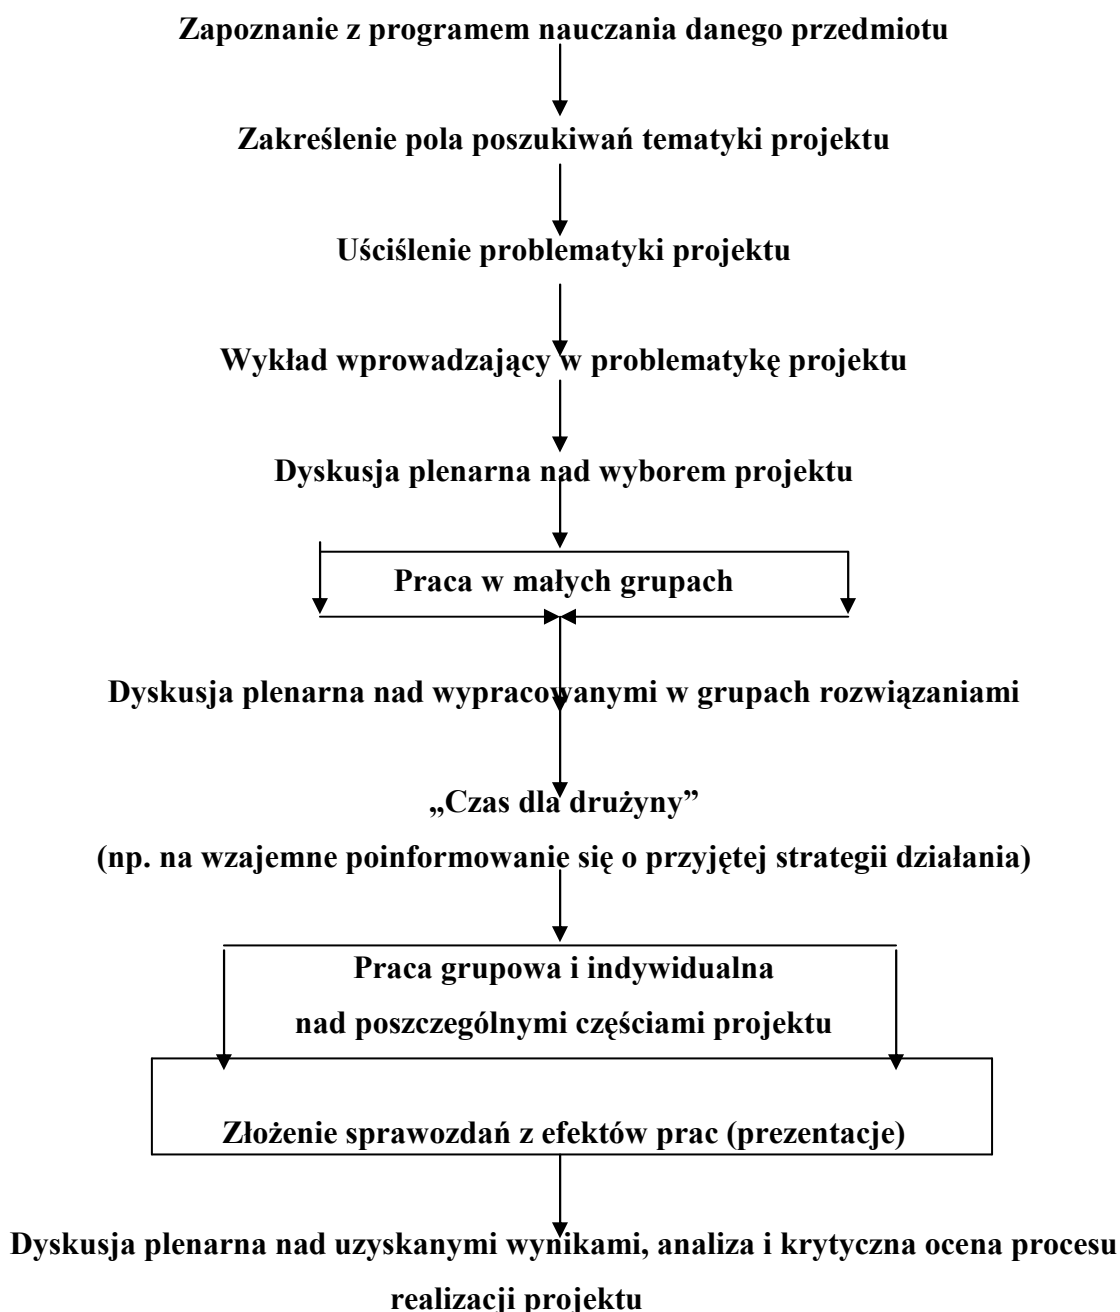 Zapoznanie z programem nauczania danego przedmiotu
Zakreślenie pola poszukiwań tematyki projektu
Uściślenie problematyki projektu
Wykład wprowadzający w problematykę projektu
Dyskusja plenarna nad wyborem projektu
Praca w małych grupach
Dyskusja plenarna nad wypracowanymi w grupach rozwiązaniami
„Czas dla drużyny”
(np. na wzajemne poinformowanie się o przyjętej strategii działania)
Praca grupowa i indywidualna
nad poszczególnymi częściami projektu
Złożenie sprawozdań z efektów prac (prezentacje)
Dyskusja plenarna nad uzyskanymi wynikami, analiza i krytyczna ocena procesu
realizacji projektu